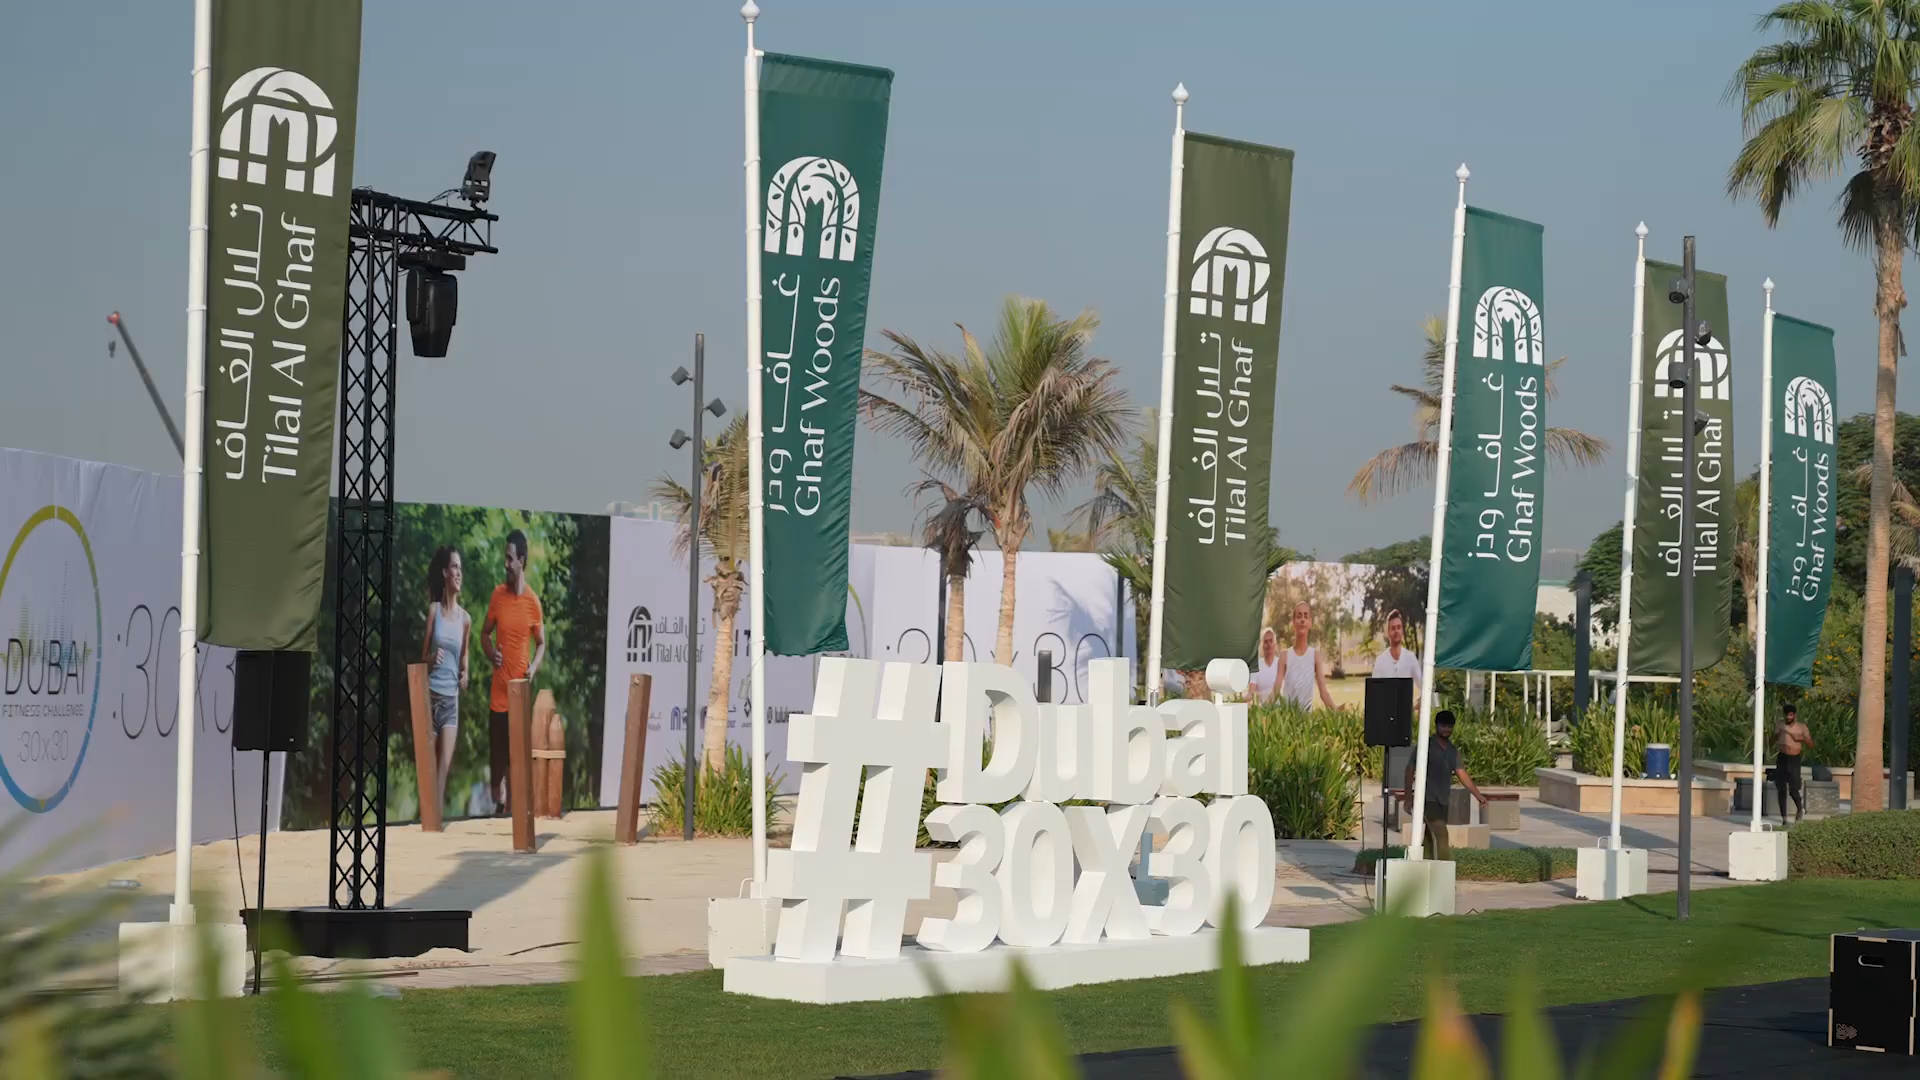 تلال الغاف
Tilal Al Ghaf
غاف وودز
Ghaf Woods
تلال الغاف
Tilal Al Ghaf
غاف وودز
Ghaf Woods
تلال الغاف
Tilal Al Ghaf
غاف وودز
Ghaf Woods
DUBAI
FITNESS CHALLENGE
30x30
:30x3
تلال الغاف
Tilal Al Ghaf
:30x30
#Dubai
30X30